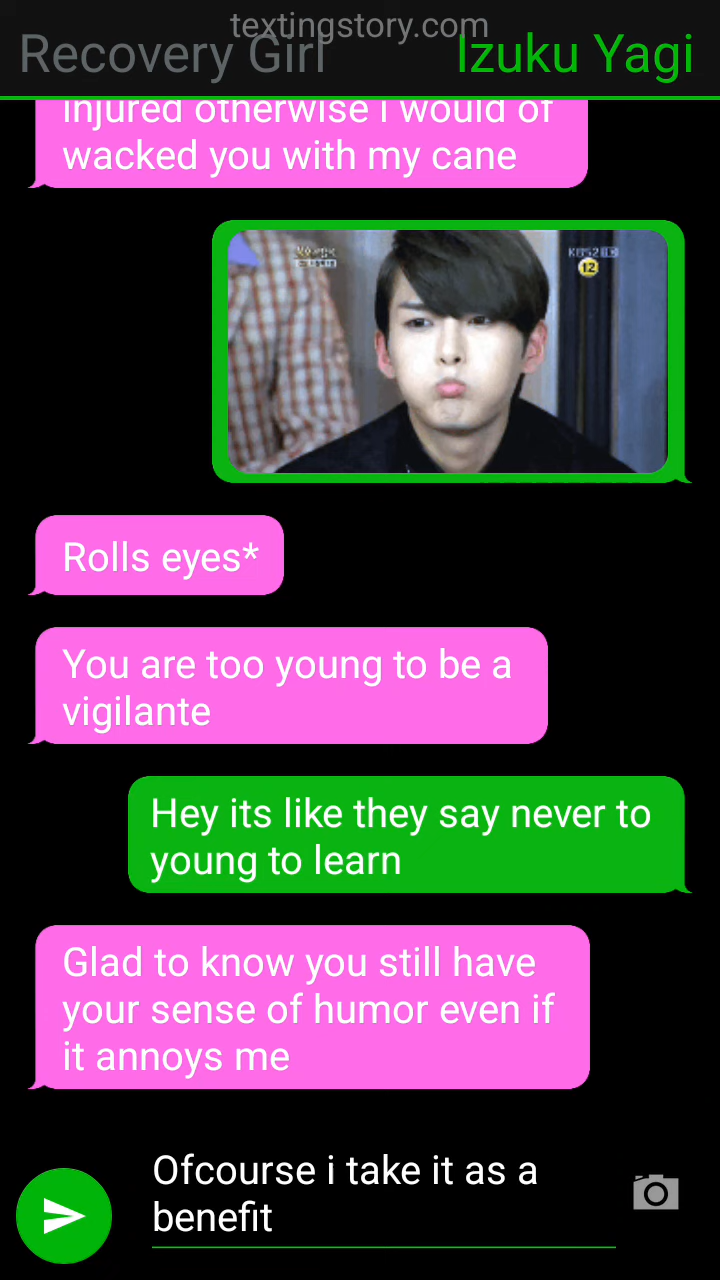 textingstory.com
Recovery Girl
Izuku Yagi
injured otherwise i would of
wacked you with my cane
KBS2
12
Rolls eyes*
You are too young to be a
vigilante
Hey its like they say never to
young to learn
Glad to know you still have
your sense of humor even if
it annoys me
Ofcourse i take it as a
benefit